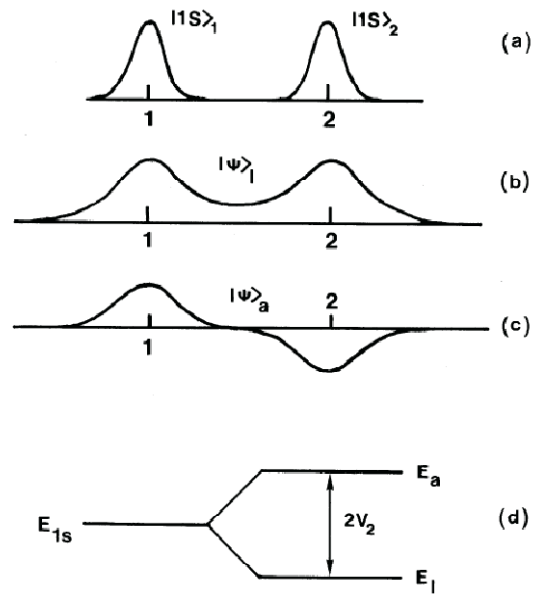 |1S⟩₁ |1S⟩₂ (a)
1 2
|ψ⟩ₗ (b)
1 2
|ψ⟩ₐ 2 (c)
1
Eₐ
E₁ₛ 2V₂ (d)
Eₗ